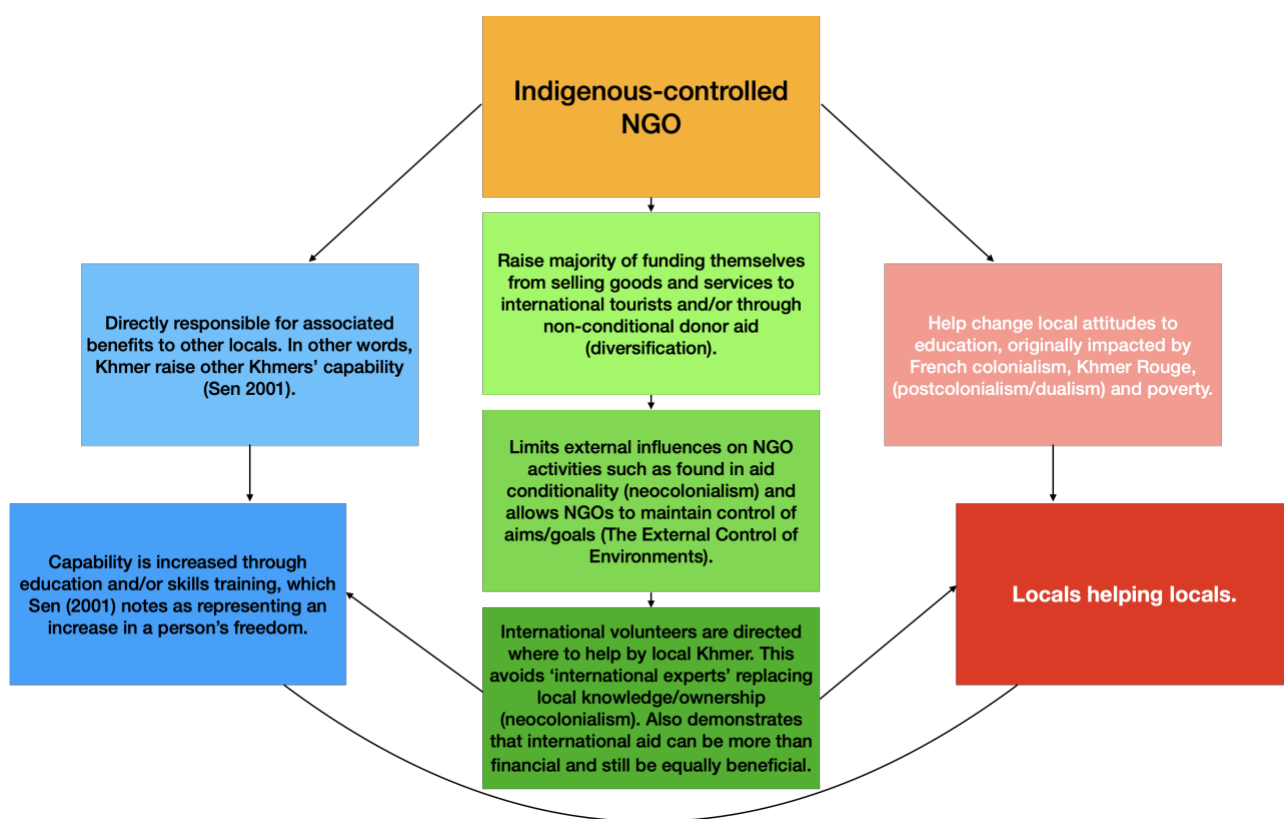 Indigenous-controlled
NGO
Raise majority of funding themselves
from selling goods and services to
international tourists and/or through
non-conditional donor aid
(diversification).
Directly responsible for associated
benefits to other locals. In other words,
Khmer raise other Khmers’ capability
(Sen 2001).
Help change local attitudes to
education, originally impacted by
French colonialism, Khmer Rouge,
(postcolonialism/dualism) and poverty.
Limits external influences on NGO
activities such as found in aid
conditionality (neocolonialism) and
allows NGOs to maintain control of
aims/goals (The External Control of
Environments).
Capability is increased through
education and/or skills training, which
Sen (2001) notes as representing an
increase in a person’s freedom.
Locals helping locals.
International volunteers are directed
where to help by local Khmer. This
avoids ‘international experts’ replacing
local knowledge/ownership
(neocolonialism). Also demonstrates
that international aid can be more than
financial and still be equally beneficial.